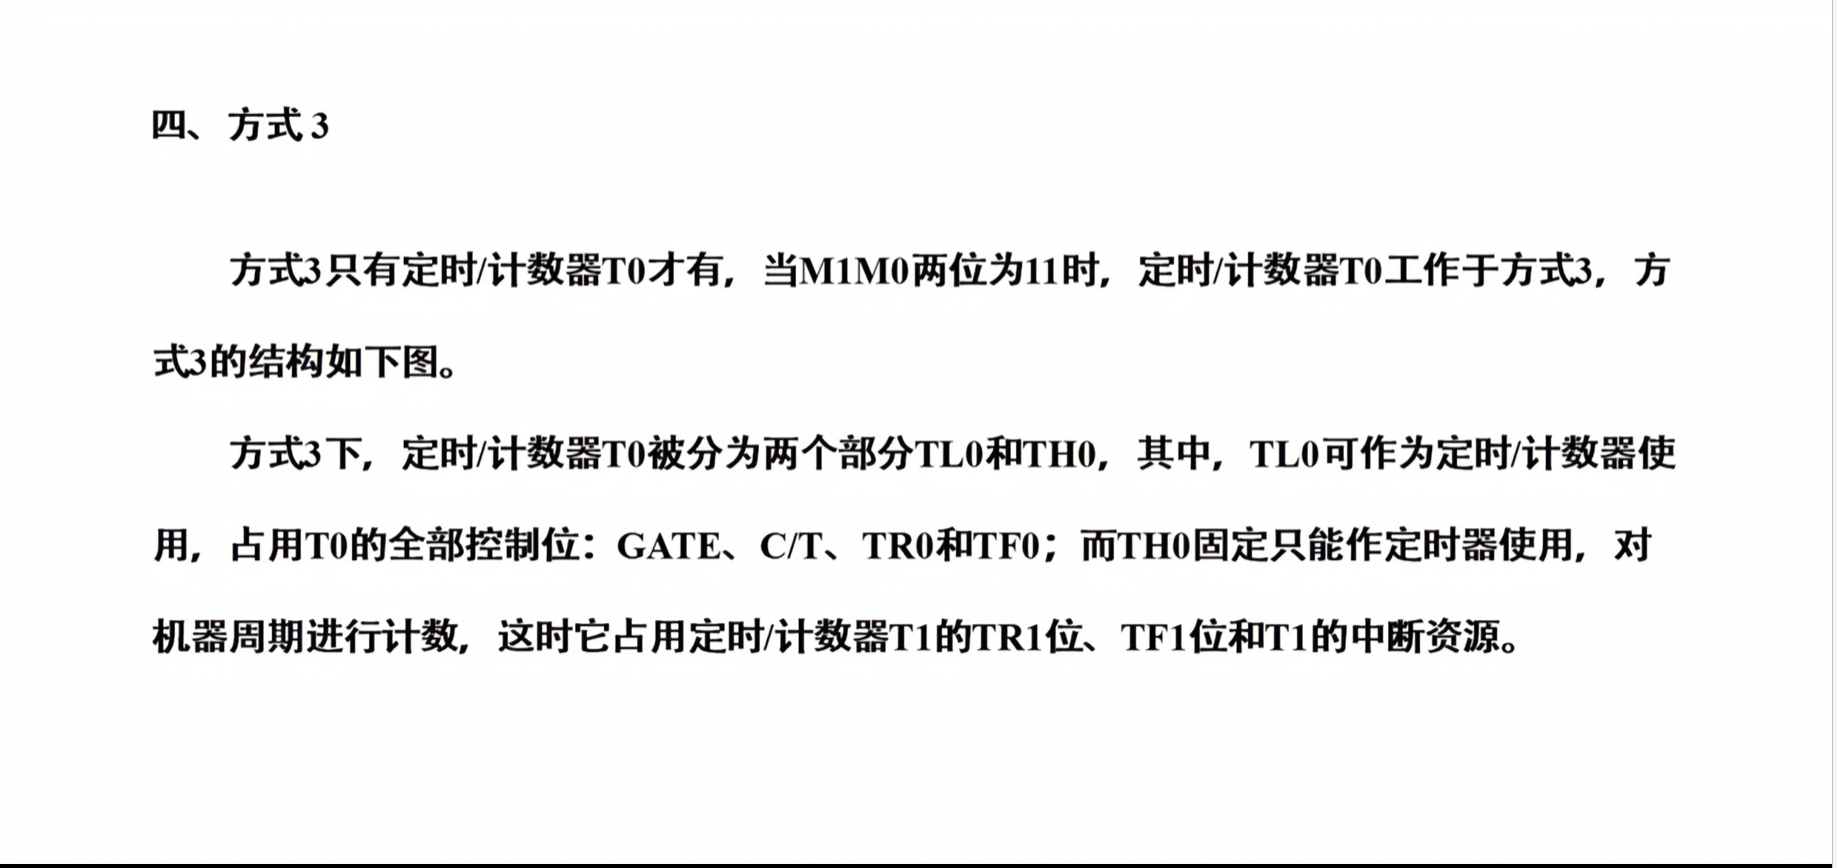 四、方式 3
方式3只有定时/计数器T0才有，当M1M0两位为11时，定时/计数器T0工作于方式3，方
式3的结构如下图。
方式3下，定时/计数器T0被分为两个部分TL0和TH0，其中，TL0可作为定时/计数器使
用，占用T0的全部控制位：GATE、C/T、TR0和TF0；而TH0固定只能作定时器使用，对
机器周期进行计数，这时它占用定时/计数器T1的TR1位、TF1位和T1的中断资源。